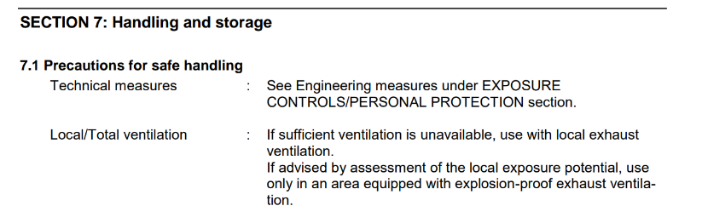 SECTION 7: Handling and storage
7.1 Precautions for safe handling
Technical measures : See Engineering measures under EXPOSURE
CONTROLS/PERSONAL PROTECTION section.
Local/Total ventilation : If sufficient ventilation is unavailable, use with local exhaust
ventilation.
If advised by assessment of the local exposure potential, use
only in an area equipped with explosion-proof exhaust ventila-
tion.